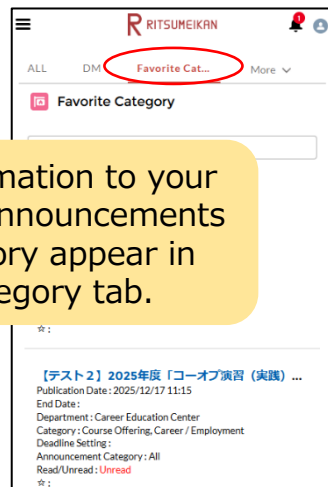 RITSUMEIKAN
ALL DM Favorite Cat... More
Favorite Category
mation to your
nnouncements
ory appear in
egory tab.
☆ :
【テスト２】2025年度「コーオプ演習（実践）...
Publication Date : 2025/12/17 11:15
End Date :
Department : Career Education Center
Category : Course Offering, Career / Employment
Deadline Setting :
Announcement Category : All
Read/Unread : Unread
☆ :